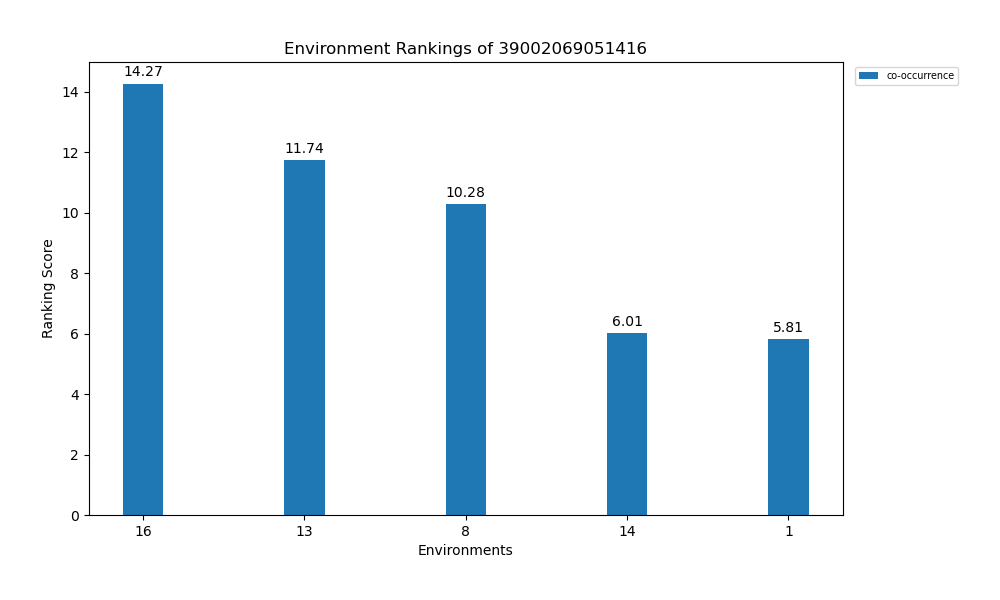 Environment Rankings of 39002069051416
co-occurrence
14.27
11.74
10.28
6.01
5.81
Ranking Score
14
12
10
8
6
4
2
0
16 13 8 14 1
Environments